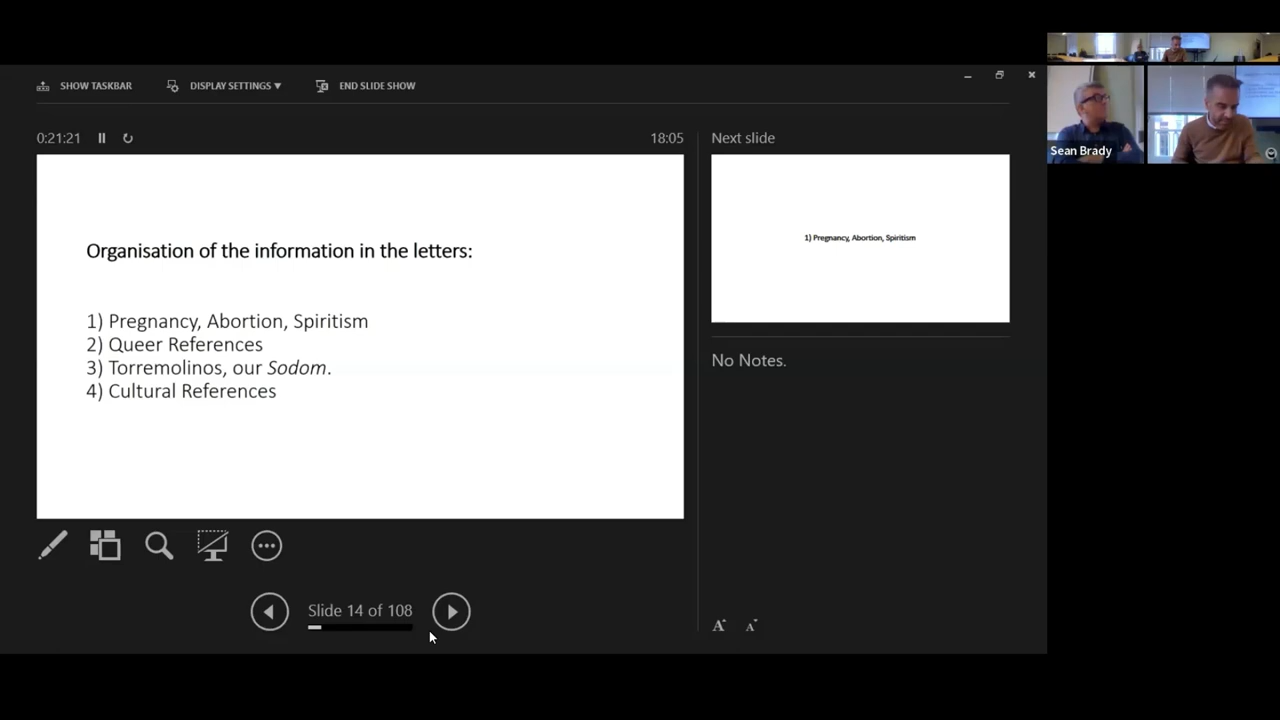 SHOW TASKBAR
DISPLAY SETTINGS ▼
END SLIDE SHOW
0:21:21
18:05
Next slide
Organisation of the information in the letters:
1) Pregnancy, Abortion, Spiritism
2) Queer References
3) Torremolinos, our Sodom.
4) Cultural References
1) Pregnancy, Abortion, Spiritism
No Notes.
Slide 14 of 108
A A
Sean Brady